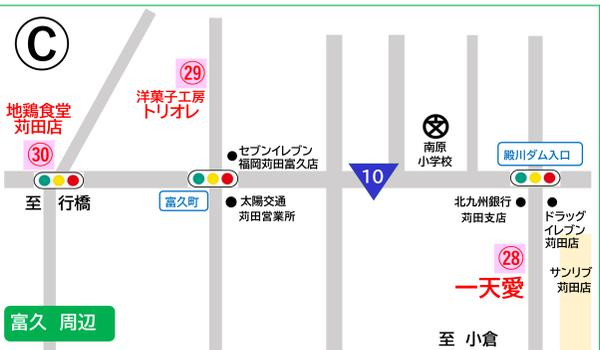 C
㉙
洋菓子工房
トリオレ
地鶏食堂
苅田店
㉚
セブンイレブン
福岡苅田富久店
南原
小学校
殿川ダム入口
10
至 行橋
富久町
太陽交通
苅田営業所
北九州銀行
苅田支店
ドラッグ
イレブン
苅田店
㉘
一天愛
サンリブ
苅田店
富久 周辺
至 小倉